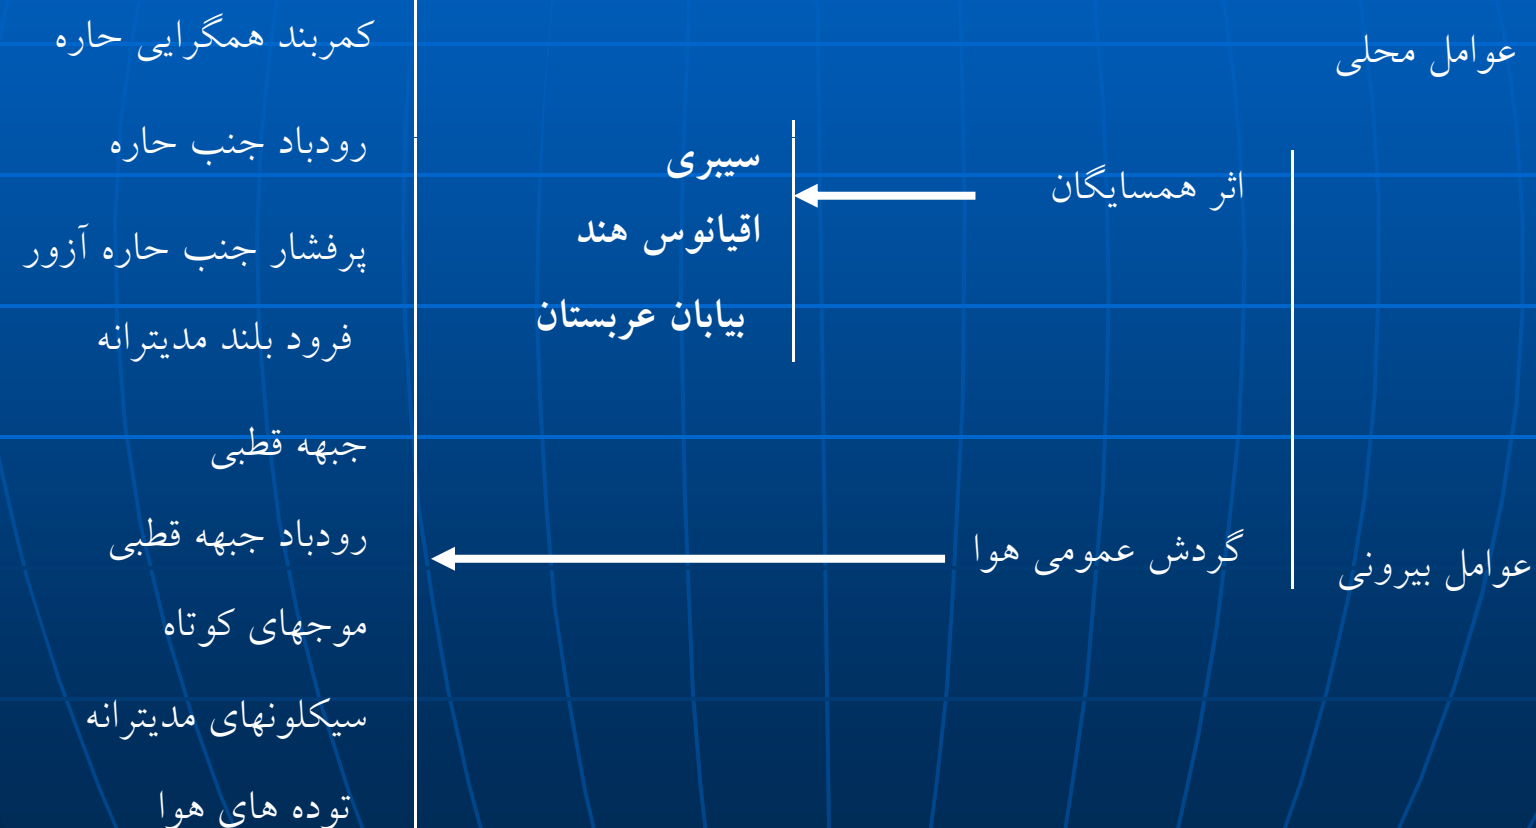 عوامل محلی
عوامل بیرونی
اثر همسایگان
گردش عمومی هوا
سیبری
اقیانوس هند
بیابان عربستان
کمربند همگرایی حاره
رودباد جنب حاره
پرفشار جنب حاره آزور
فرود بلند مدیترانه
جبهه قطبی
رودباد جبهه قطبی
موجهای کوتاه
سیکلونهای مدیترانه
توده های هوا